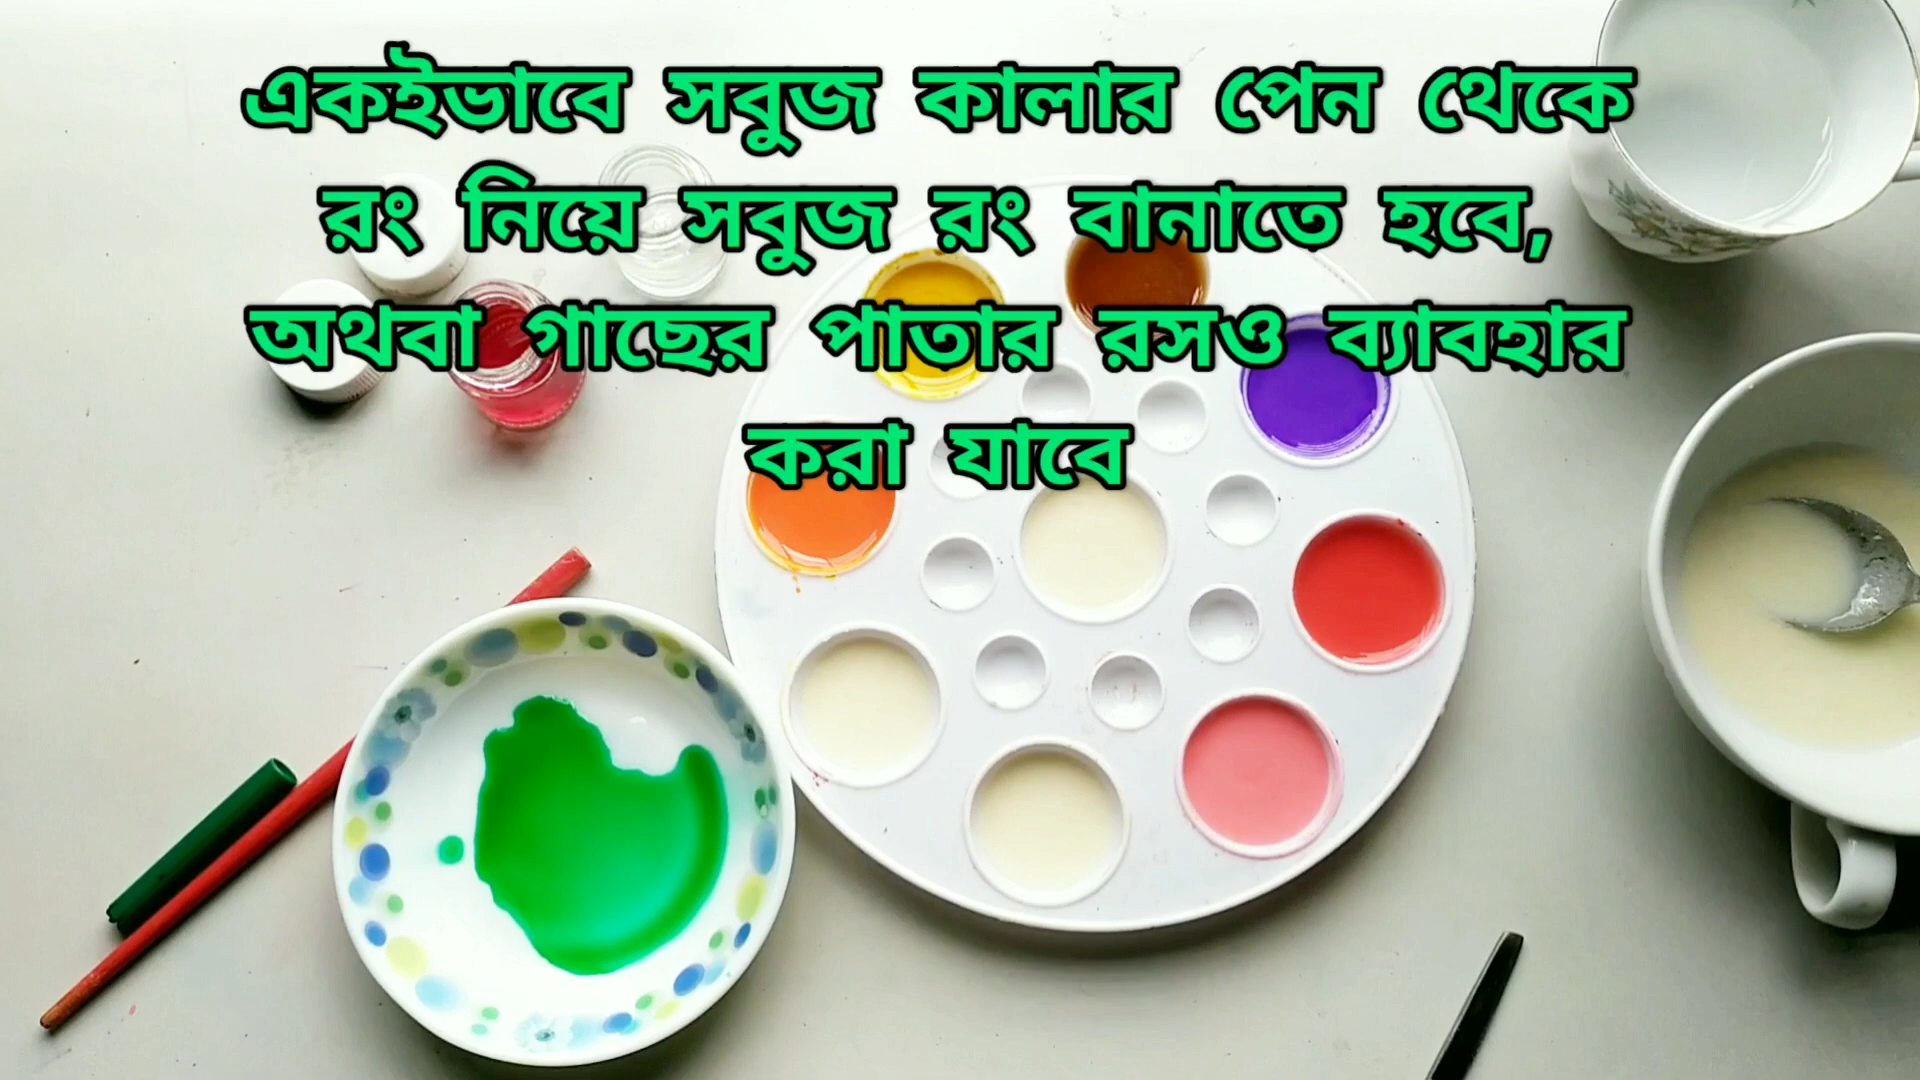 একইভাবে সবুজ কালার পেন থেকে
রং নিয়ে সবুজ রং বানাতে হবে,
অথবা গাছের পাতার রসও ব্যাবহার
করা যাবে